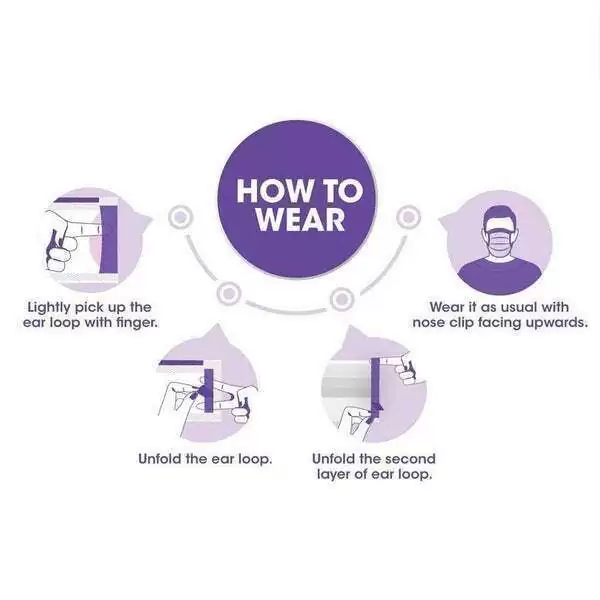 HOW TO
WEAR
Lightly pick up the
ear loop with finger.
Unfold the ear loop.
Unfold the second
layer of ear loop.
Wear it as usual with
nose clip facing upwards.